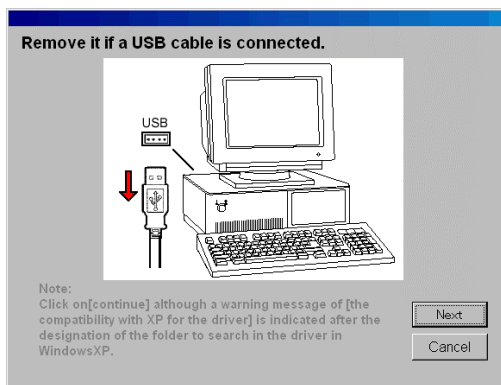 Remove it if a USB cable is connected.
USB
Note:
Click on[continue] although a warning message of [the
compatibility with XP for the driver] is indicated after the
designation of the folder to search in the driver in
WindowsXP.
Next
Cancel